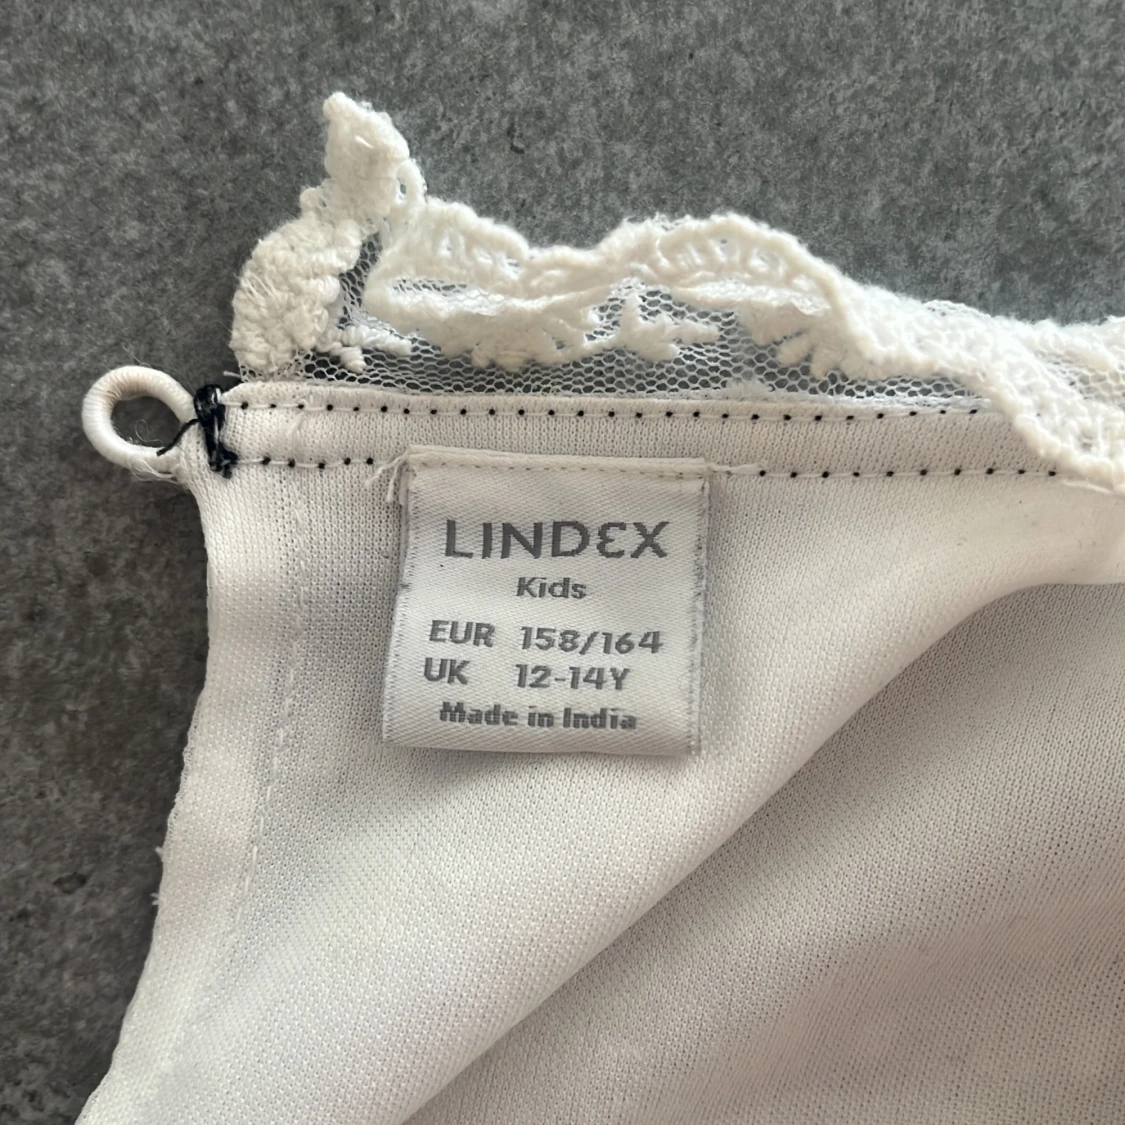 LINDEX
Kids
EUR 158/164
UK 12-14Y
Made in India